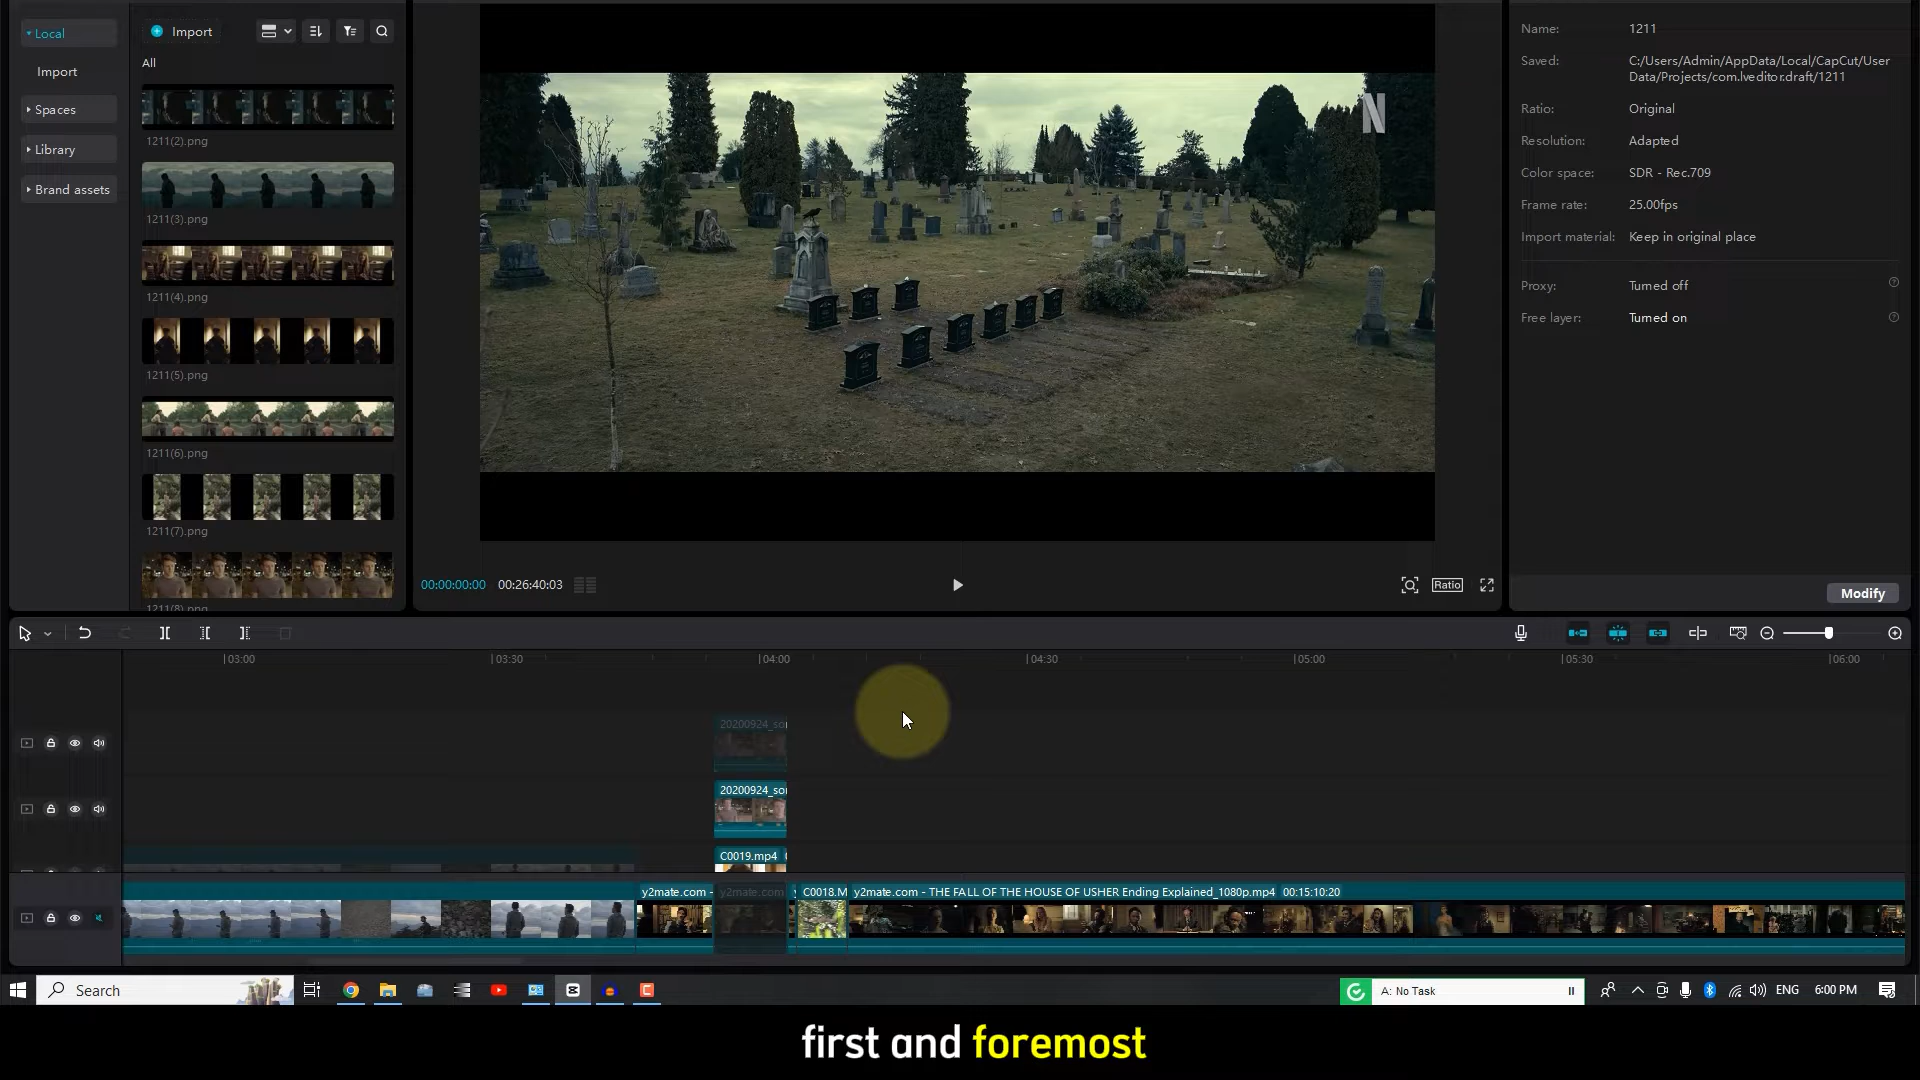 Local
Import
Spaces
Library
Brand assets
Import
All
1211(2).png
1211(3).png
1211(4).png
1211(5).png
1211(6).png
1211(7).png
1211(8).png
N
00:00:00:00 00:26:40:03
Ratio
Name: 1211
Saved: C:/Users/Admin/AppData/Local/CapCut/User
Data/Projects/com.lveditor.draft/1211
Ratio: Original
Resolution: Adapted
Color space: SDR - Rec.709
Frame rate: 25.00fps
Import material: Keep in original place
Proxy: Turned off
Free layer: Turned on
Modify
03:00 03:30 04:00 04:30 05:00 05:30 06:00
20200924_so
20200924_so
C0019.mp4
y2mate.com - y2mate.com y C0018.M y2mate.com - THE FALL OF THE HOUSE OF USHER Ending Explained_1080p.mp4 00:15:10:20
Search
A: No Task
ENG 6:00 PM
first and foremost